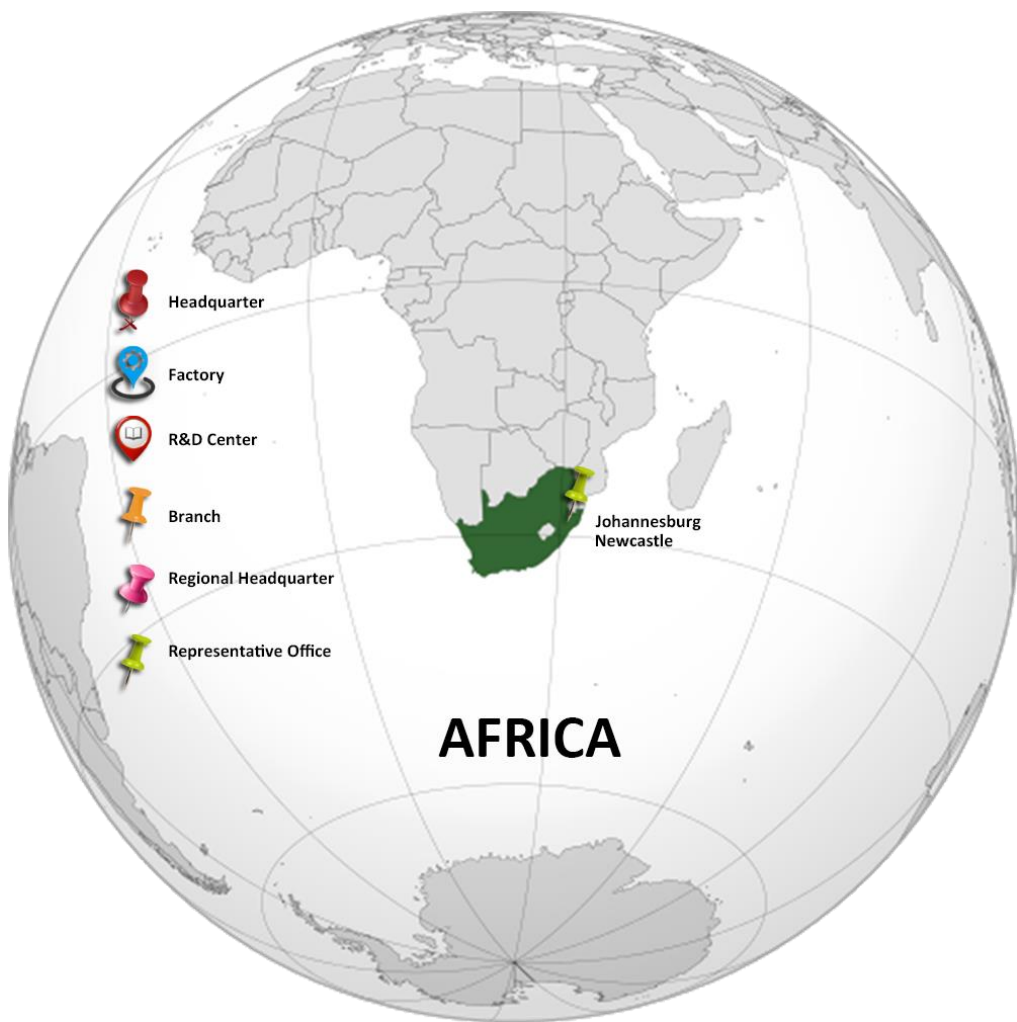 Headquarter
Factory
R&D Center
Branch
Regional Headquarter
Representative Office
Johannesburg
Newcastle
AFRICA